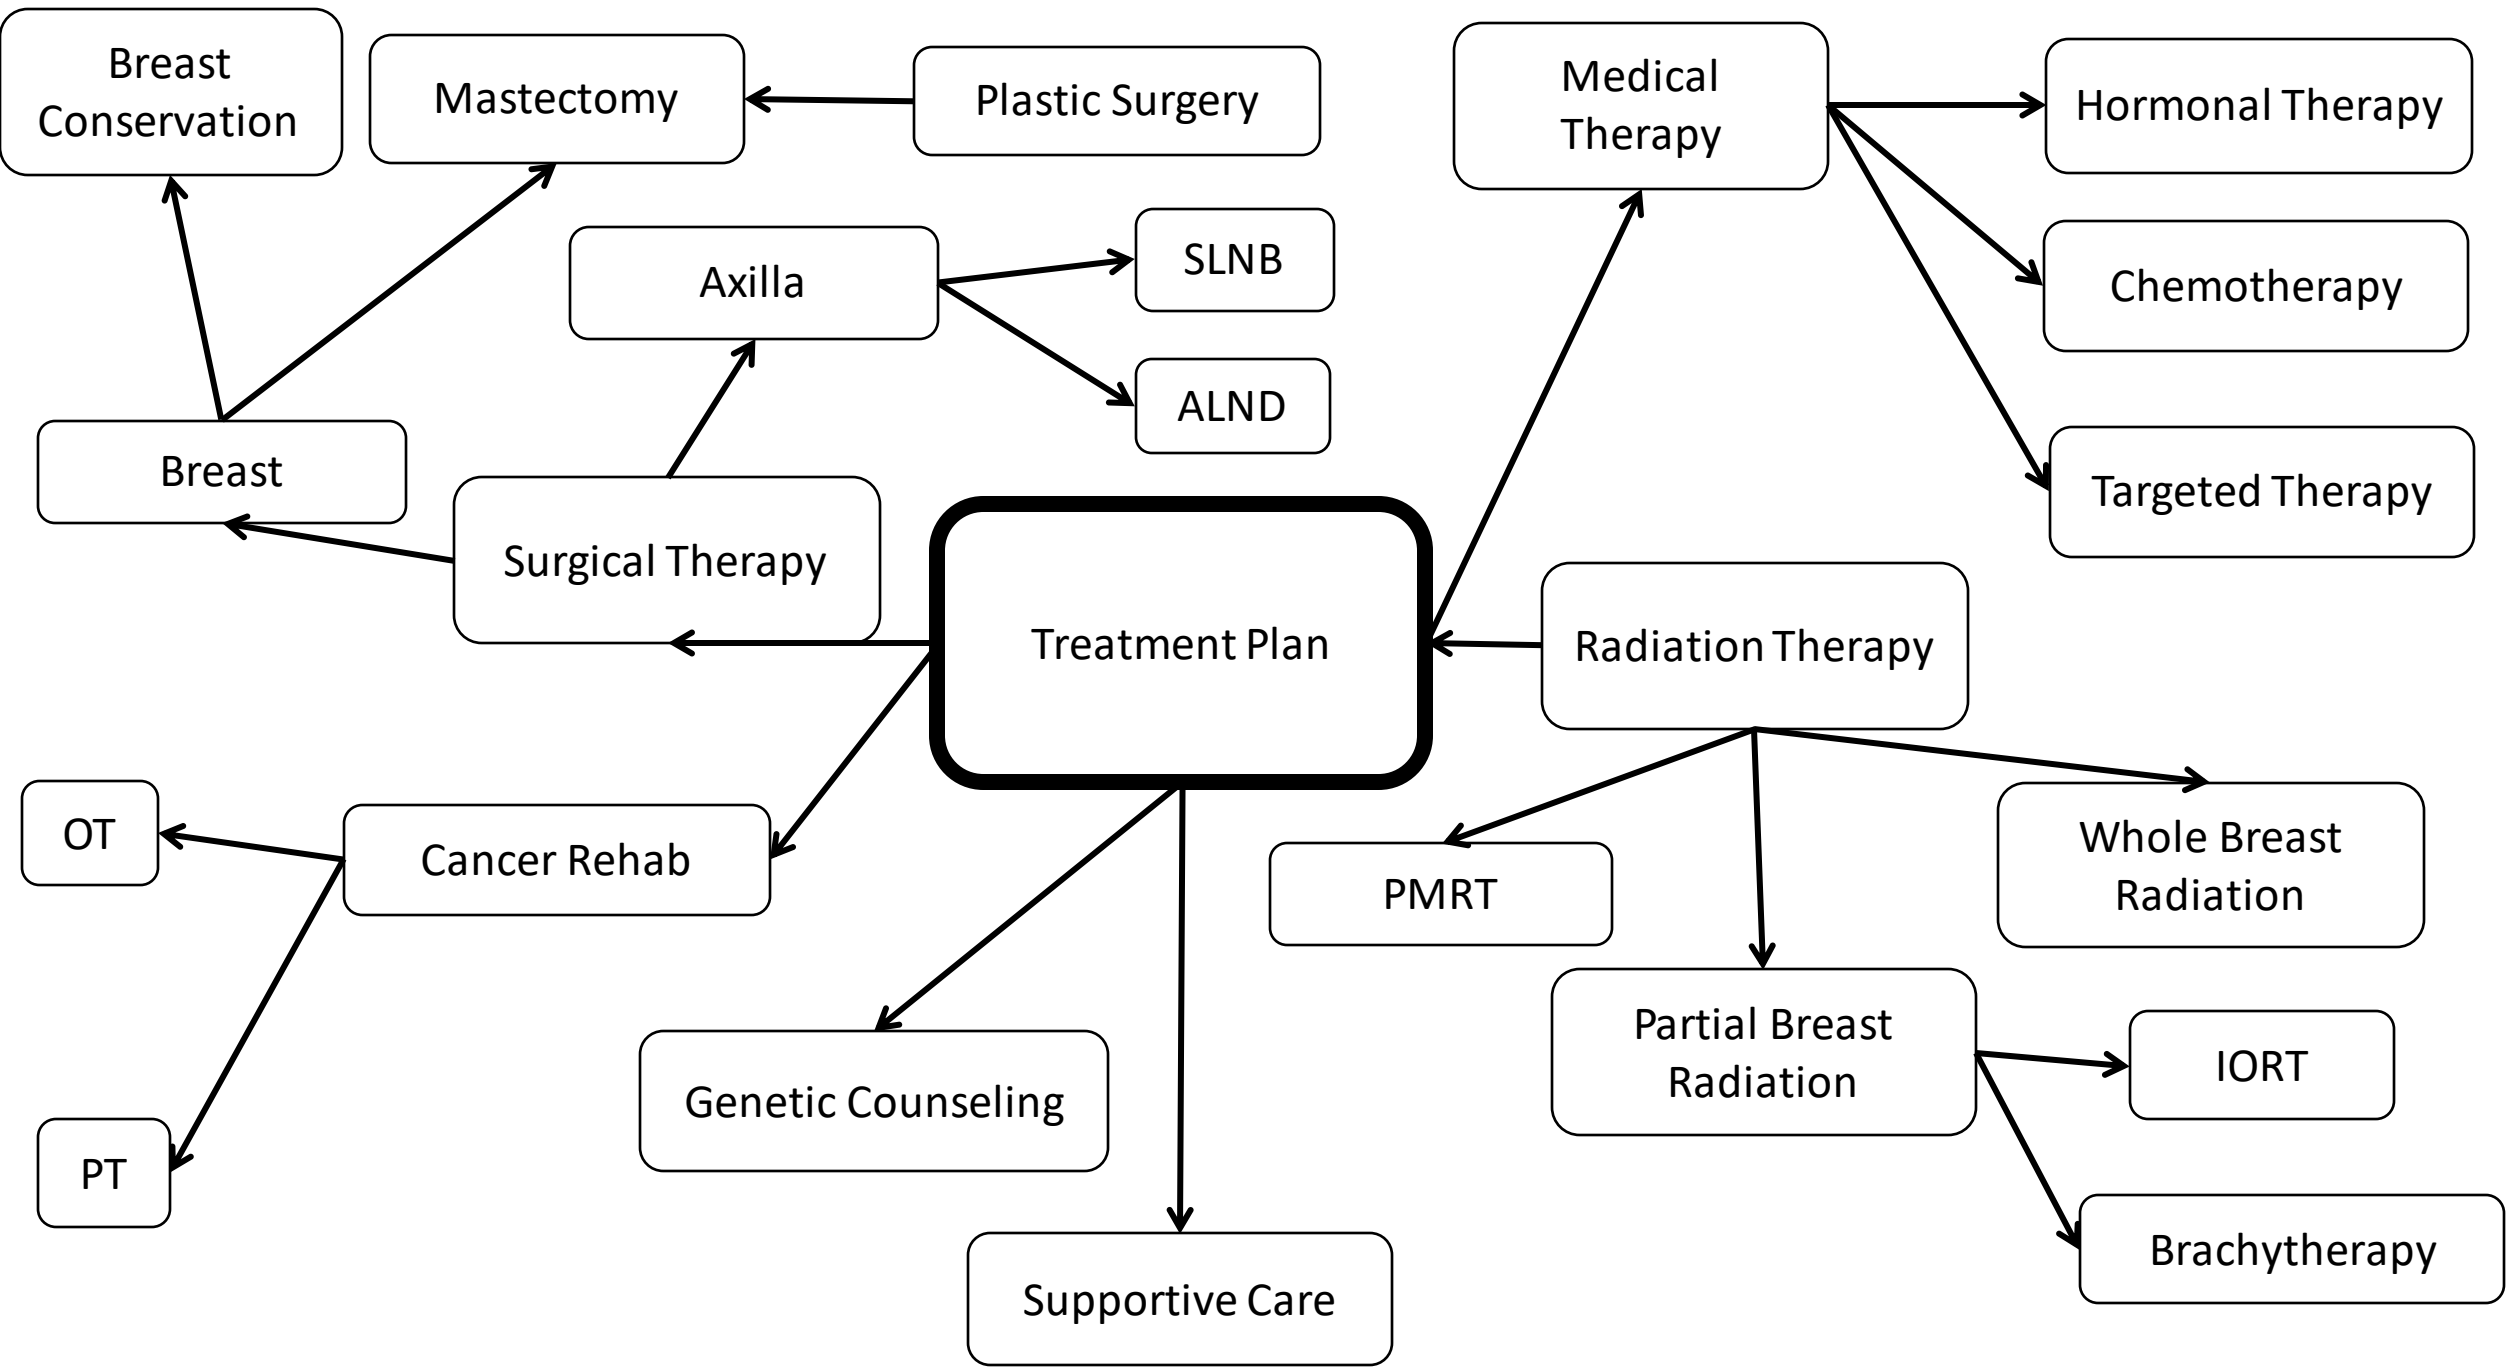 Breast
Conservation
Mastectomy
Plastic Surgery
Medical
Therapy
Hormonal Therapy
Axilla
SLNB
Chemotherapy
ALND
Breast
Targeted Therapy
Surgical Therapy
Treatment Plan
Radiation Therapy
OT
Cancer Rehab
PMRT
Whole Breast
Radiation
Partial Breast
Radiation
IORT
Genetic Counseling
PT
Brachytherapy
Supportive Care